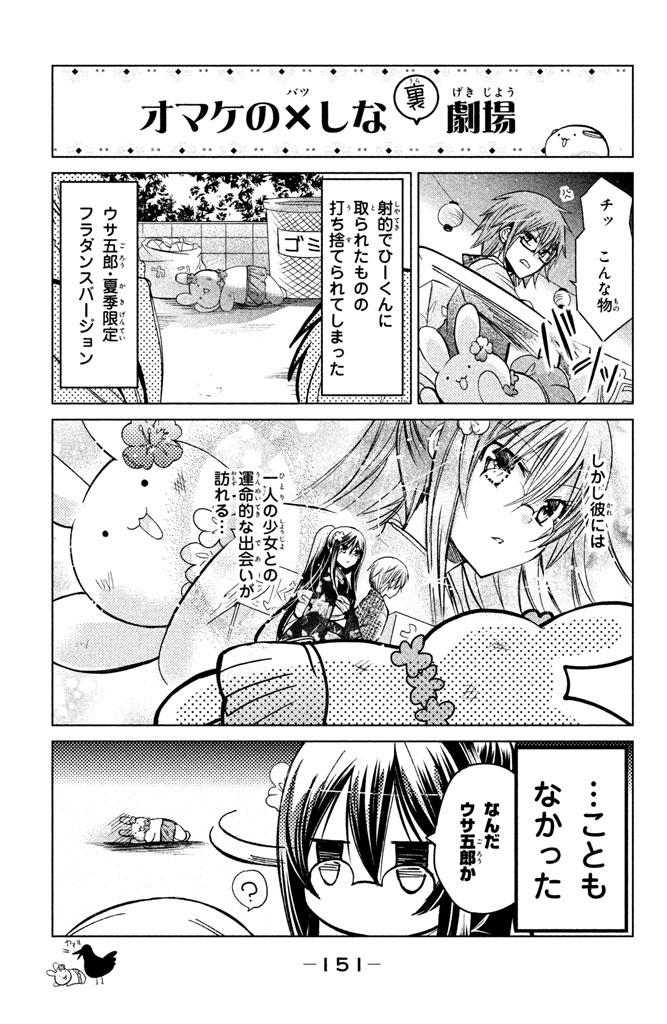 オマケの×しな裏劇場
チッ
こんな物
射的でひーくんに
取られたものの
打ち捨てられてしまった
ウサ五郎・夏季限定
フラダンスバージョン
しかし彼には
一人の少女との
運命的な出会いが
訪れる…
…ことも
なかった
なんだ
ウサ五郎か
?
ゴミ
―151―